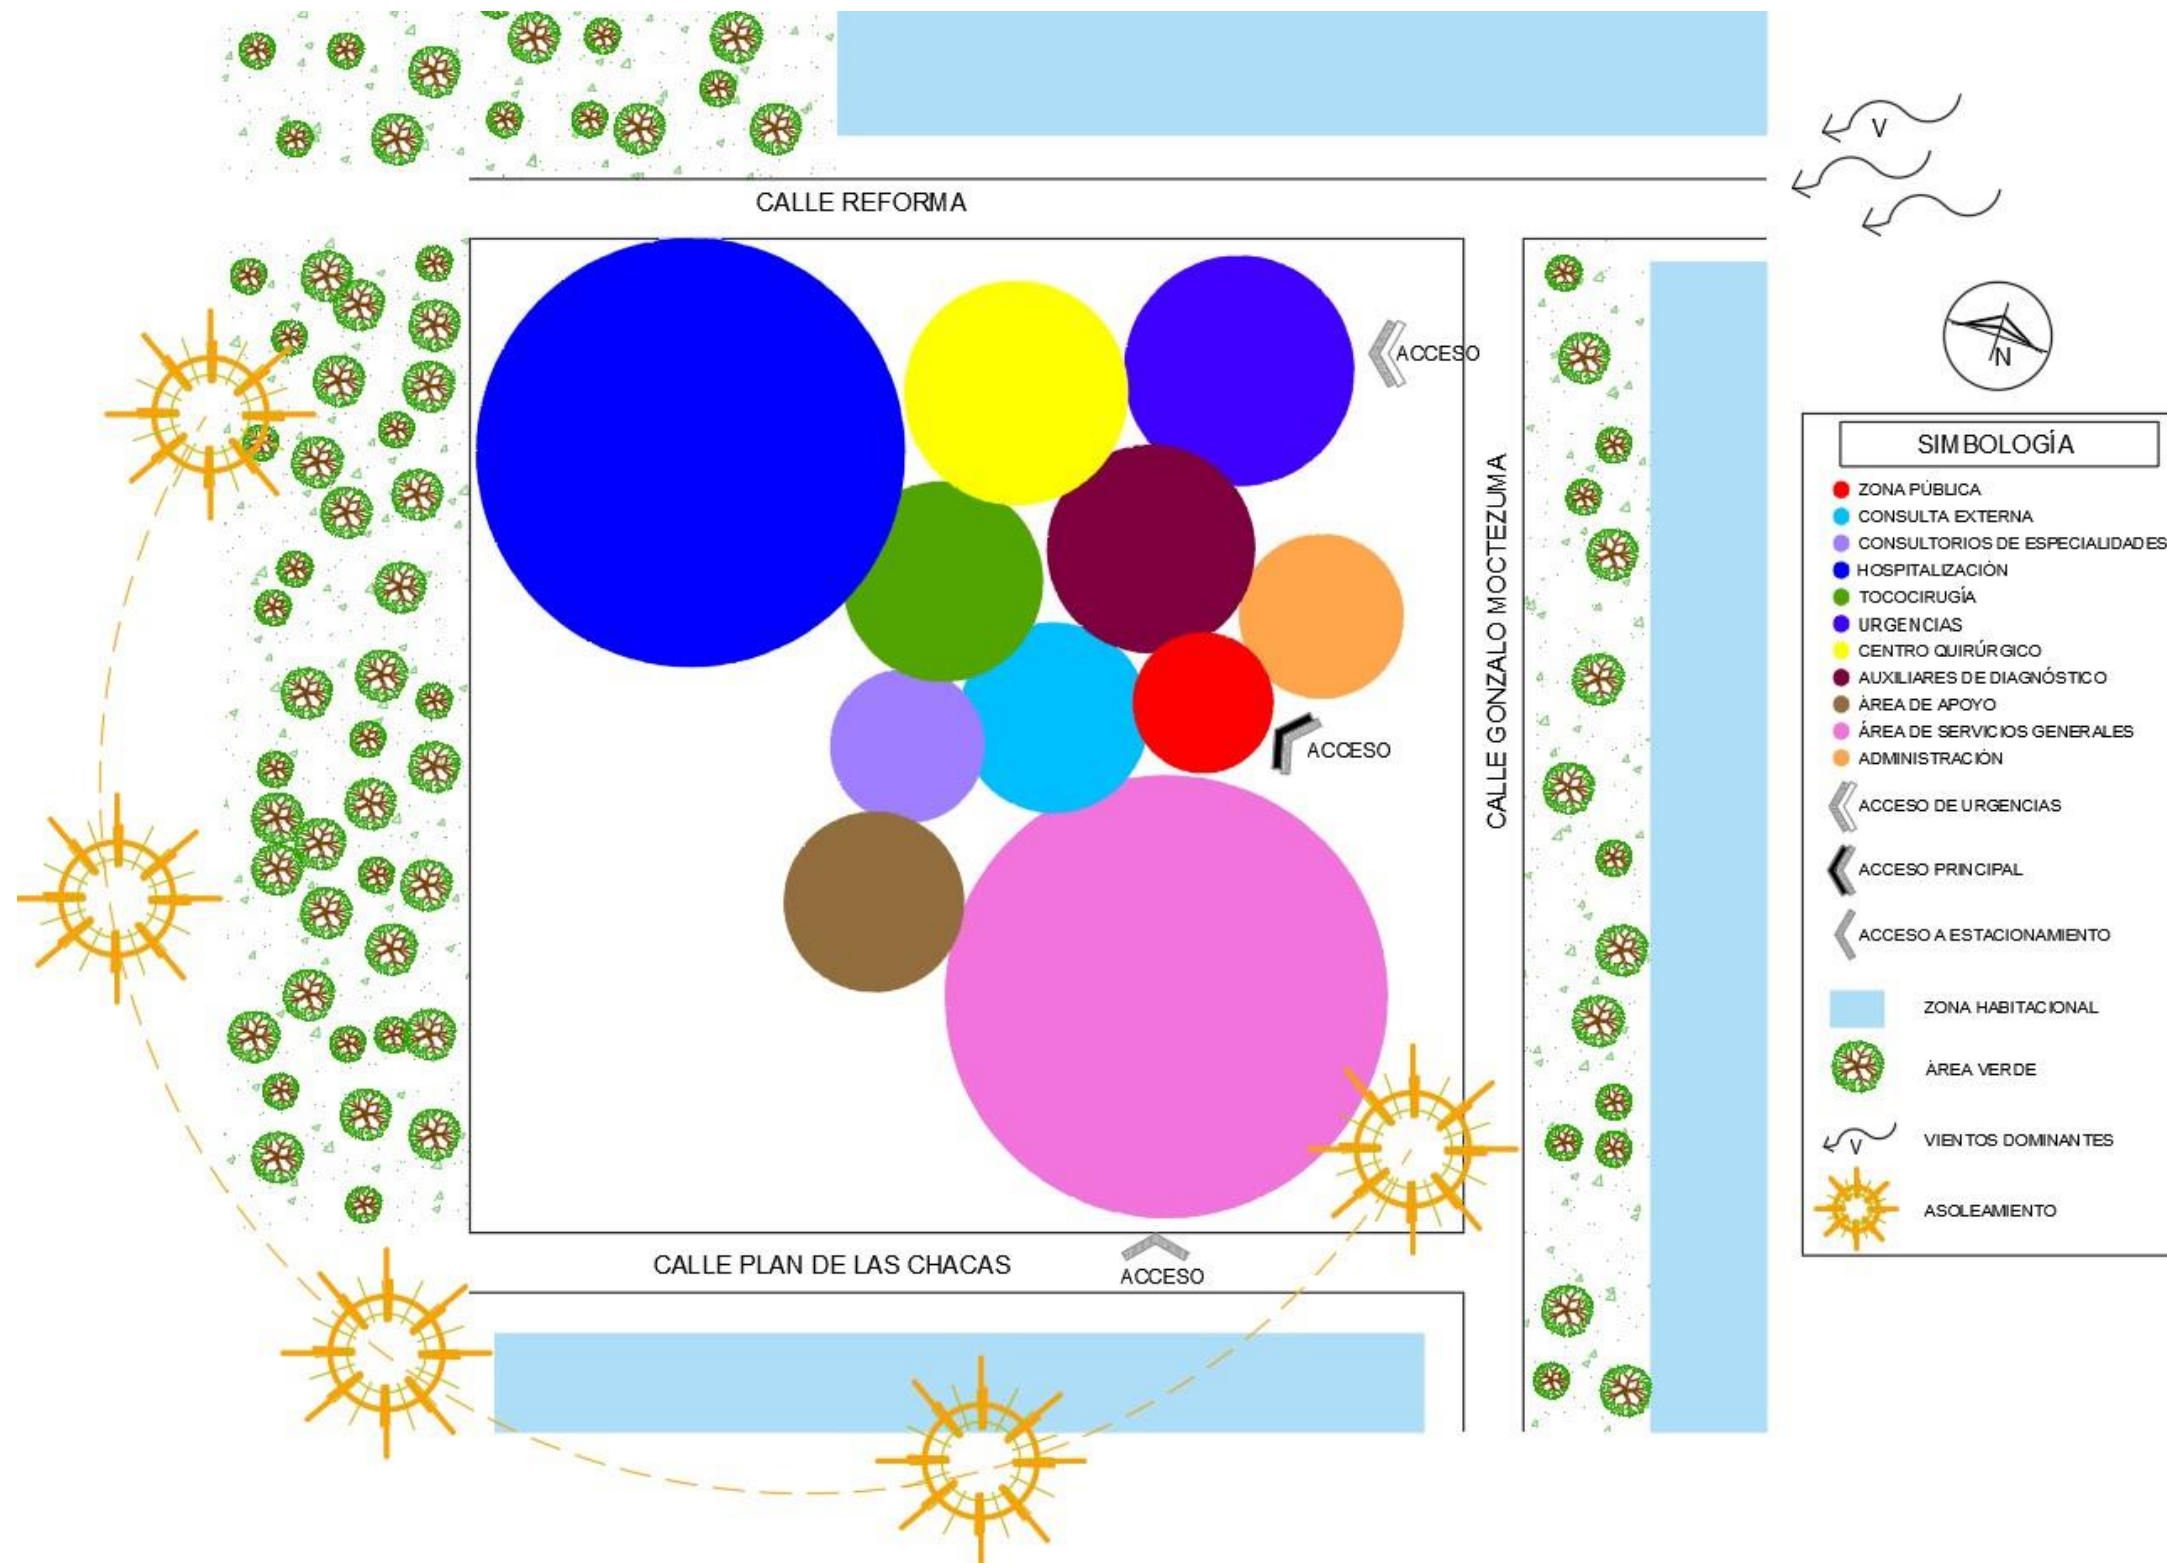 V
CALLE REFORMA
ACCESO
N
CALLE GONZALO MOCTEZUMA
ACCESO
CALLE PLAN DE LAS CHACAS
ACCESO
SIMBOLOGÍA
ZONA PÚBLICA
CONSULTA EXTERNA
CONSULTORIOS DE ESPECIALIDADES
HOSPITALIZACIÓN
TOCOCIRUGÍA
URGENCIAS
CENTRO QUIRÚRGICO
AUXILIARES DE DIAGNÓSTICO
ÁREA DE APOYO
ÁREA DE SERVICIOS GENERALES
ADMINISTRACIÓN
ACCESO DE URGENCIAS
ACCESO PRINCIPAL
ACCESO A ESTACIONAMIENTO
ZONA HABITACIONAL
ÁREA VERDE
V VIENTOS DOMINANTES
ASOLEAMIENTO